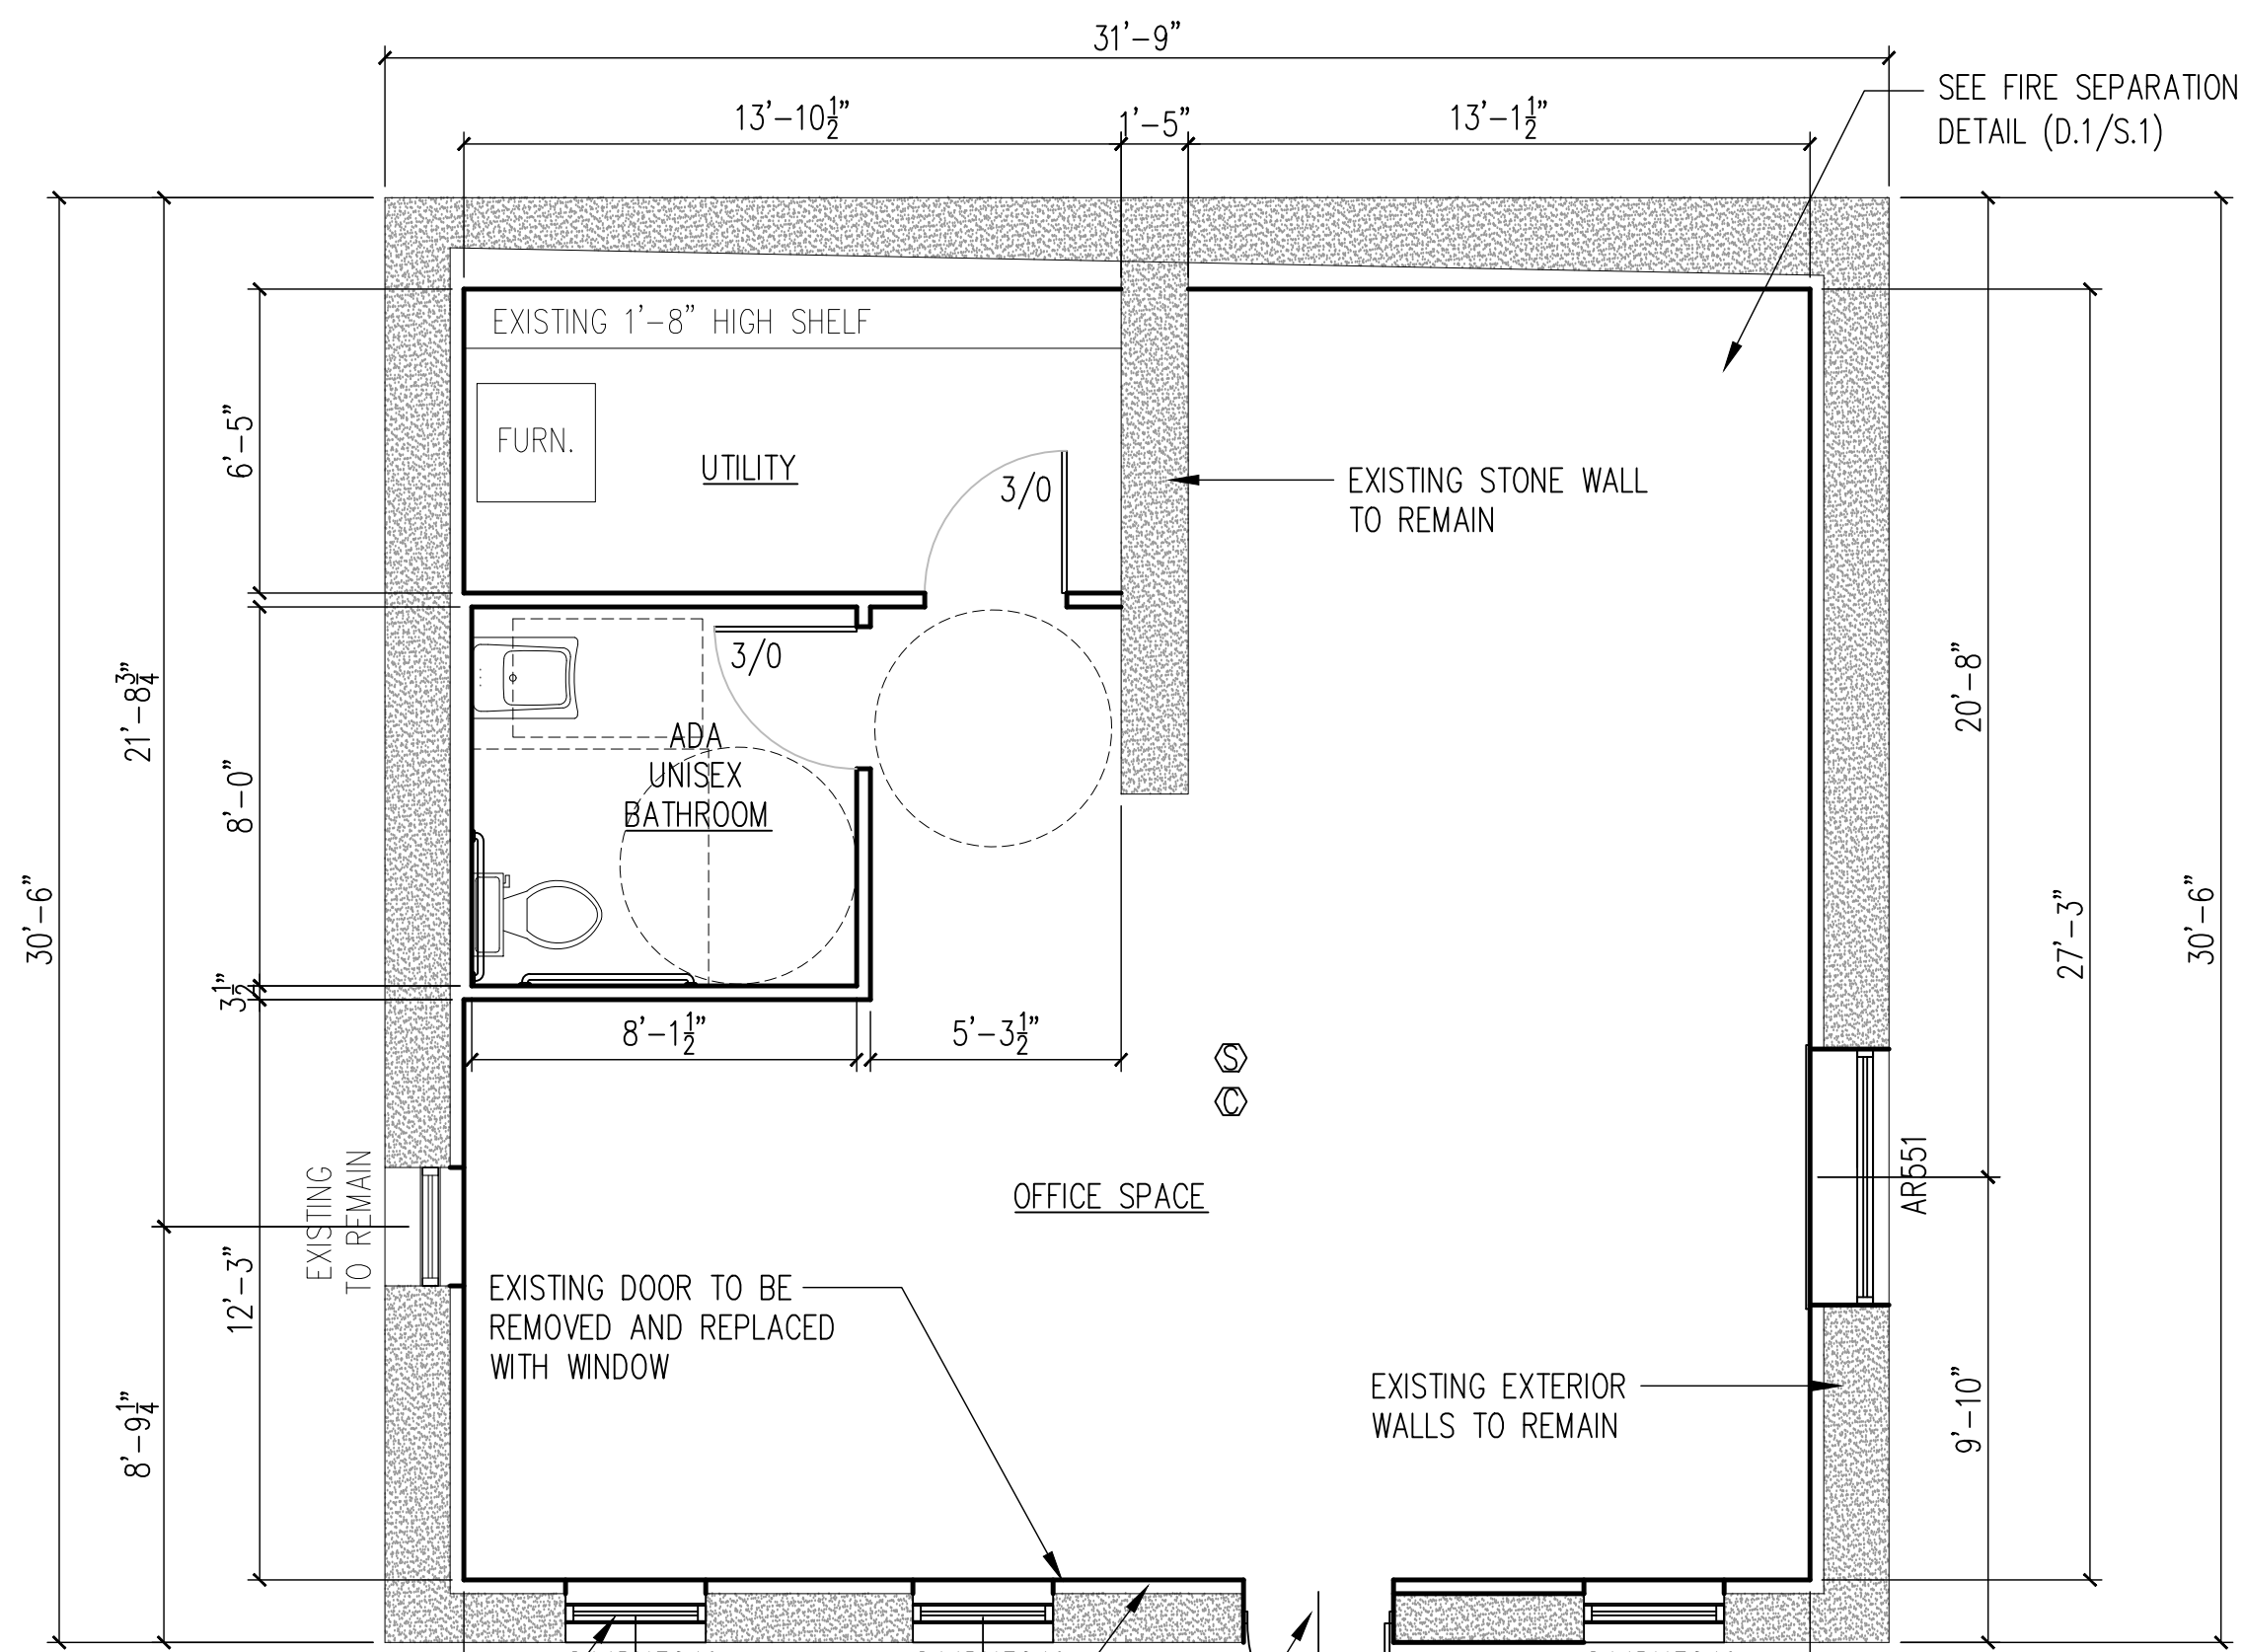 31'-9"
13'-10½"
1'-5"
13'-1½"
SEE FIRE SEPARATION
DETAIL (D.1/S.1)
EXISTING 1'-8" HIGH SHELF
FURN.
UTILITY
3/0
EXISTING STONE WALL
TO REMAIN
6'-5"
3/0
ADA
UNISEX
BATHROOM
21'-8¾"
8'-0"
20'-8"
30'-6"
3½"
27'-3"
30'-6"
8'-1½"
5'-3½"
S
C
OFFICE SPACE
AR551
EXISTING
TO REMAIN
12'-3"
EXISTING DOOR TO BE
REMOVED AND REPLACED
WITH WINDOW
EXISTING EXTERIOR
WALLS TO REMAIN
8'-9¼"
9'-10"